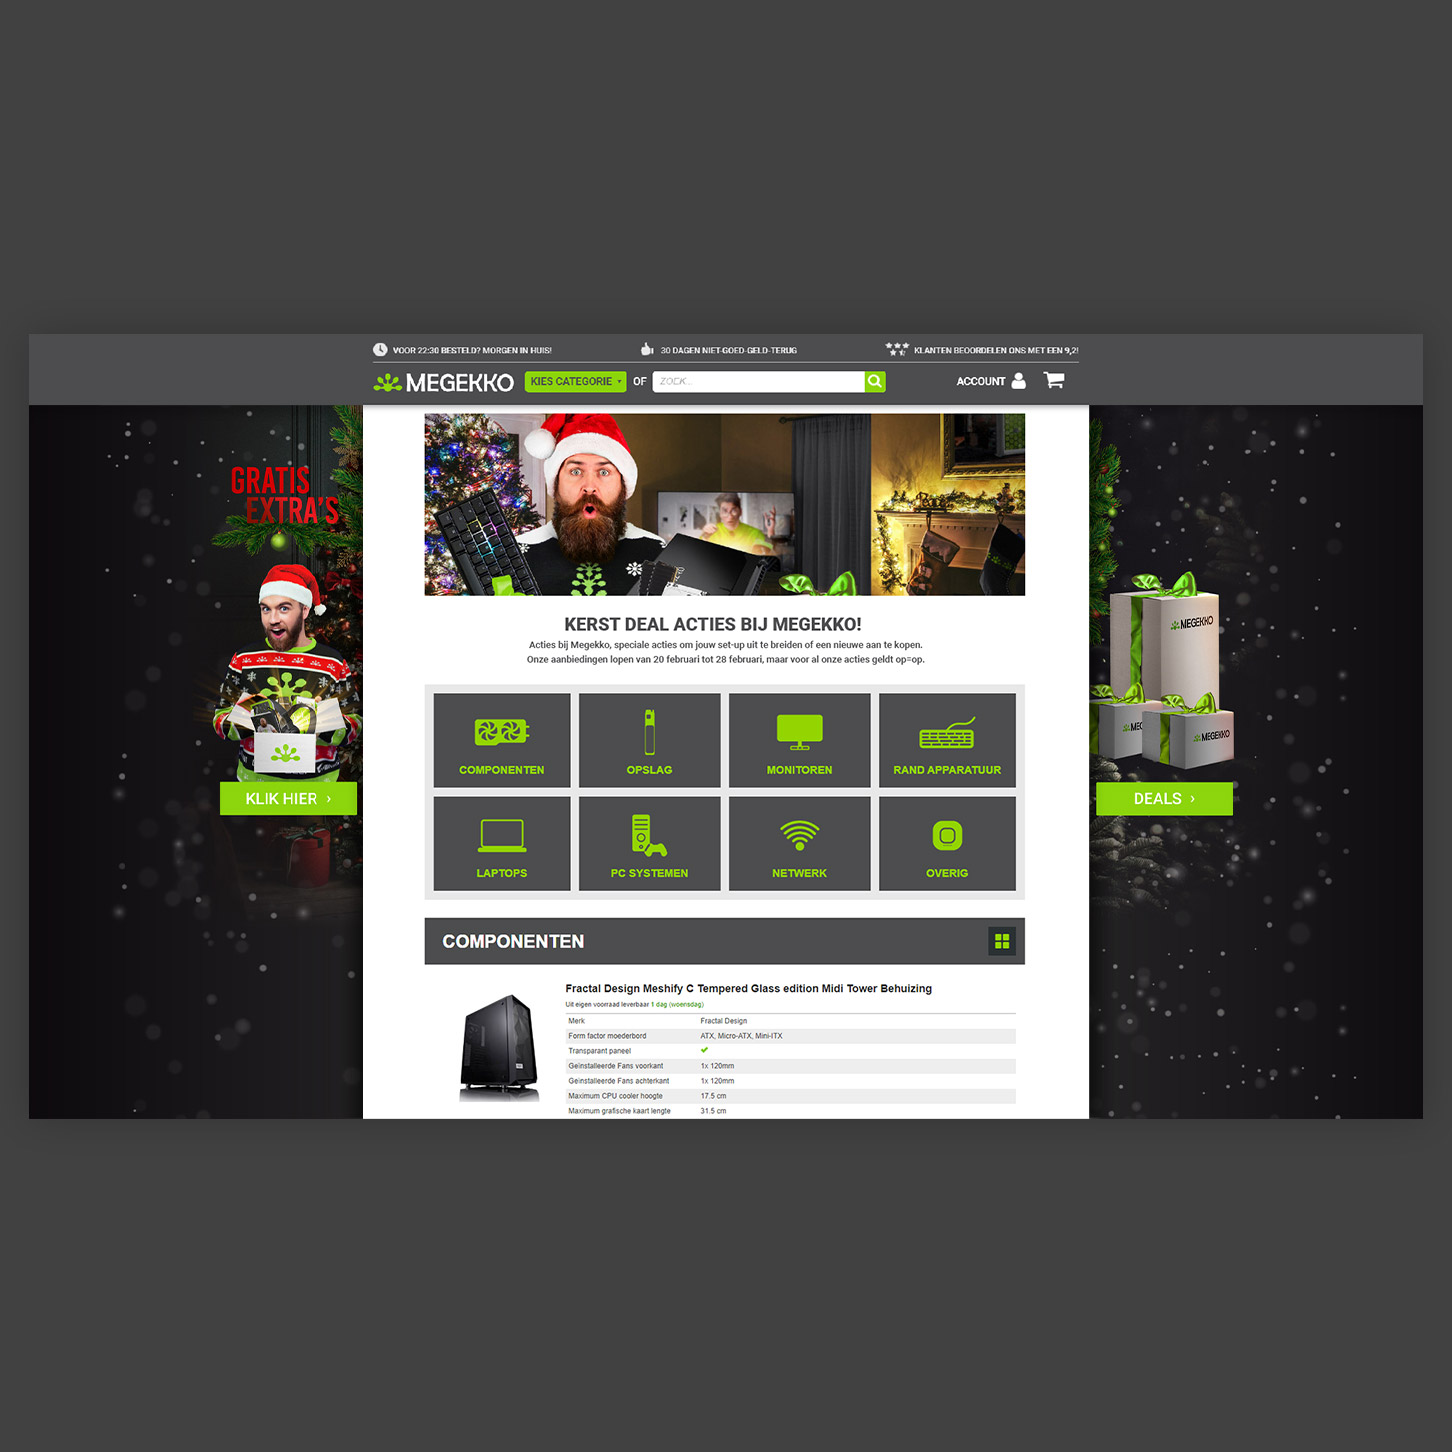 VOOR 22:30 BESTELD? MORGEN IN HUIS!
30 DAGEN NIET-GOED-GELD-TERUG
KLANTEN BEOORDELEN ONS MET EEN 9,2!
MEGEKKO
KIES CATEGORIE
OF
ZOEK...
ACCOUNT
GRATIS
EXTRA'S
KLIK HIER ›
KERST DEAL ACTIES BIJ MEGEKKO!
Acties bij Megekko, speciale acties om jouw set-up uit te breiden of een nieuwe aan te kopen.
Onze aanbiedingen lopen van 20 februari tot 28 februari, maar voor al onze acties geldt op=op.
COMPONENTEN
OPSLAG
MONITOREN
RAND APPARATUUR
LAPTOPS
PC SYSTEMEN
NETWERK
OVERIG
MEGEKKO
MEGEKKO
DEALS ›
COMPONENTEN
Fractal Design Meshify C Tempered Glass edition Midi Tower Behuizing
Uit eigen voorraad leverbaar 1 dag (woensdag)
Merk Fractal Design
Form factor moederbord ATX, Micro-ATX, Mini-ITX
Transparant paneel
Geinstalleerde Fans voorkant 1x 120mm
Geinstalleerde Fans achterkant 1x 120mm
Maximum CPU cooler hoogte 17.5 cm
Maximum grafische kaart lengte 31.5 cm